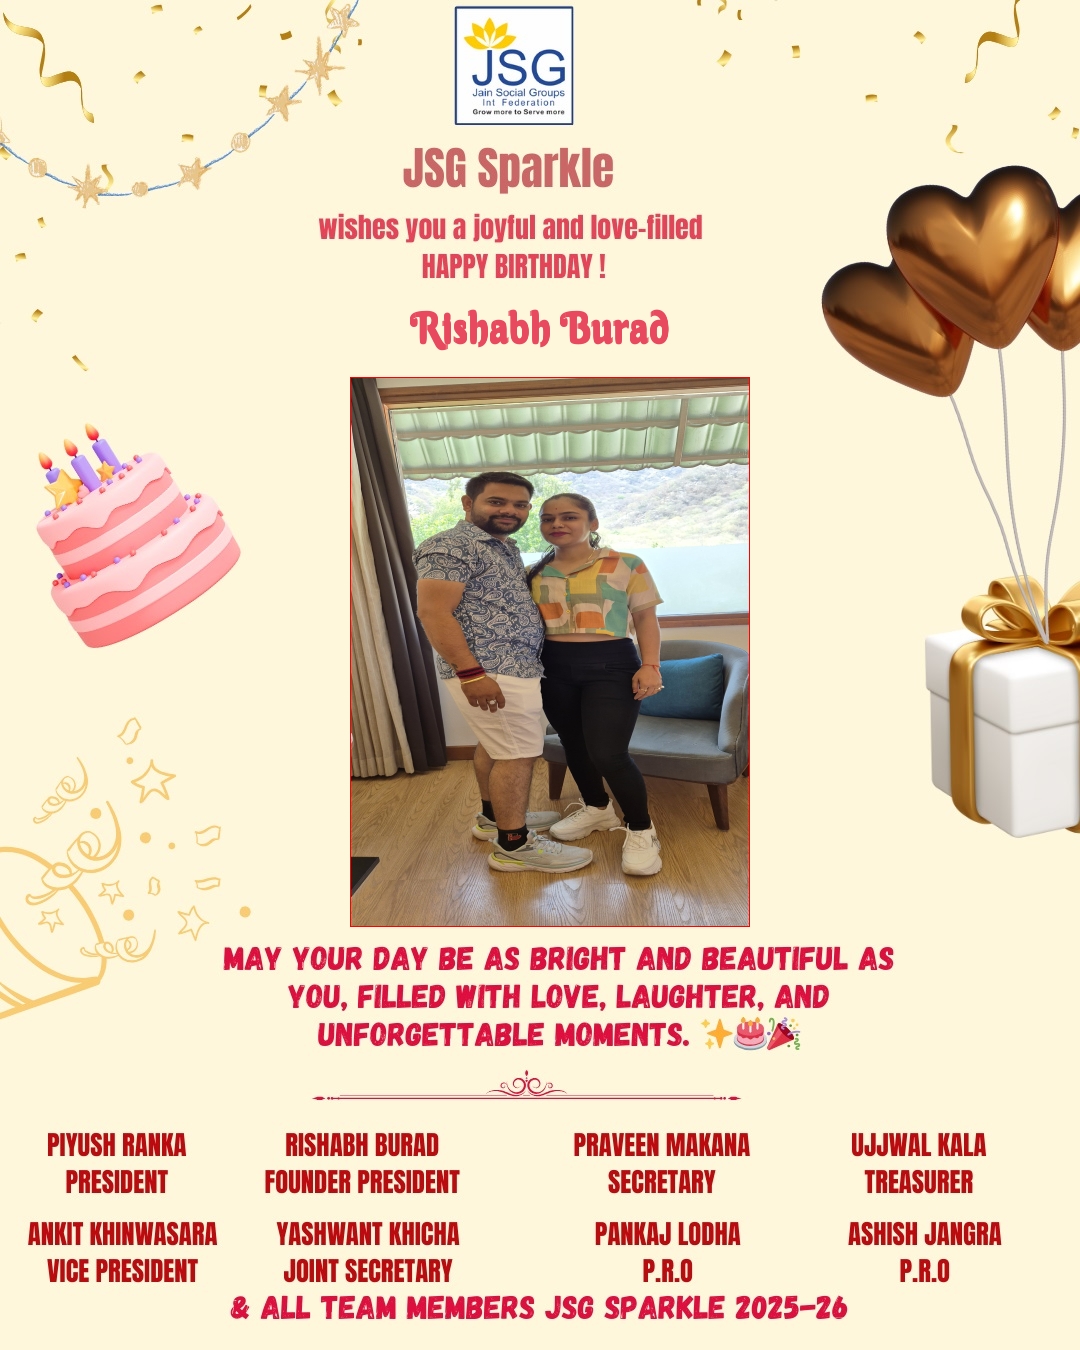 JSG
Jain Social Groups
Int Federation
Grow more to Serve more
JSG Sparkle
wishes you a joyful and love-filled
HAPPY BIRTHDAY !
Rishabh Burad
MAY YOUR DAY BE AS BRIGHT AND BEAUTIFUL AS
YOU, FILLED WITH LOVE, LAUGHTER, AND
UNFORGETTABLE MOMENTS. ✨🎂🎉
PIYUSH RANKA
PRESIDENT
RISHABH BURAD
FOUNDER PRESIDENT
PRAVEEN MAKANA
SECRETARY
UJJWAL KALA
TREASURER
ANKIT KHINWASARA
VICE PRESIDENT
YASHWANT KHICHA
JOINT SECRETARY
PANKAJ LODHA
P.R.O
ASHISH JANGRA
P.R.O
& ALL TEAM MEMBERS JSG SPARKLE 2025-26